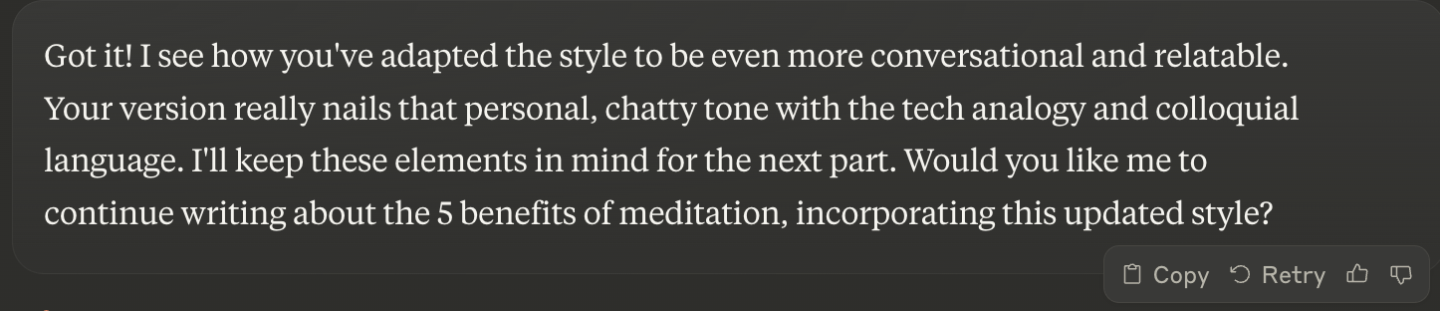 Got it! I see how you've adapted the style to be even more conversational and relatable.
Your version really nails that personal, chatty tone with the tech analogy and colloquial
language. I'll keep these elements in mind for the next part. Would you like me to
continue writing about the 5 benefits of meditation, incorporating this updated style?
Copy Retry